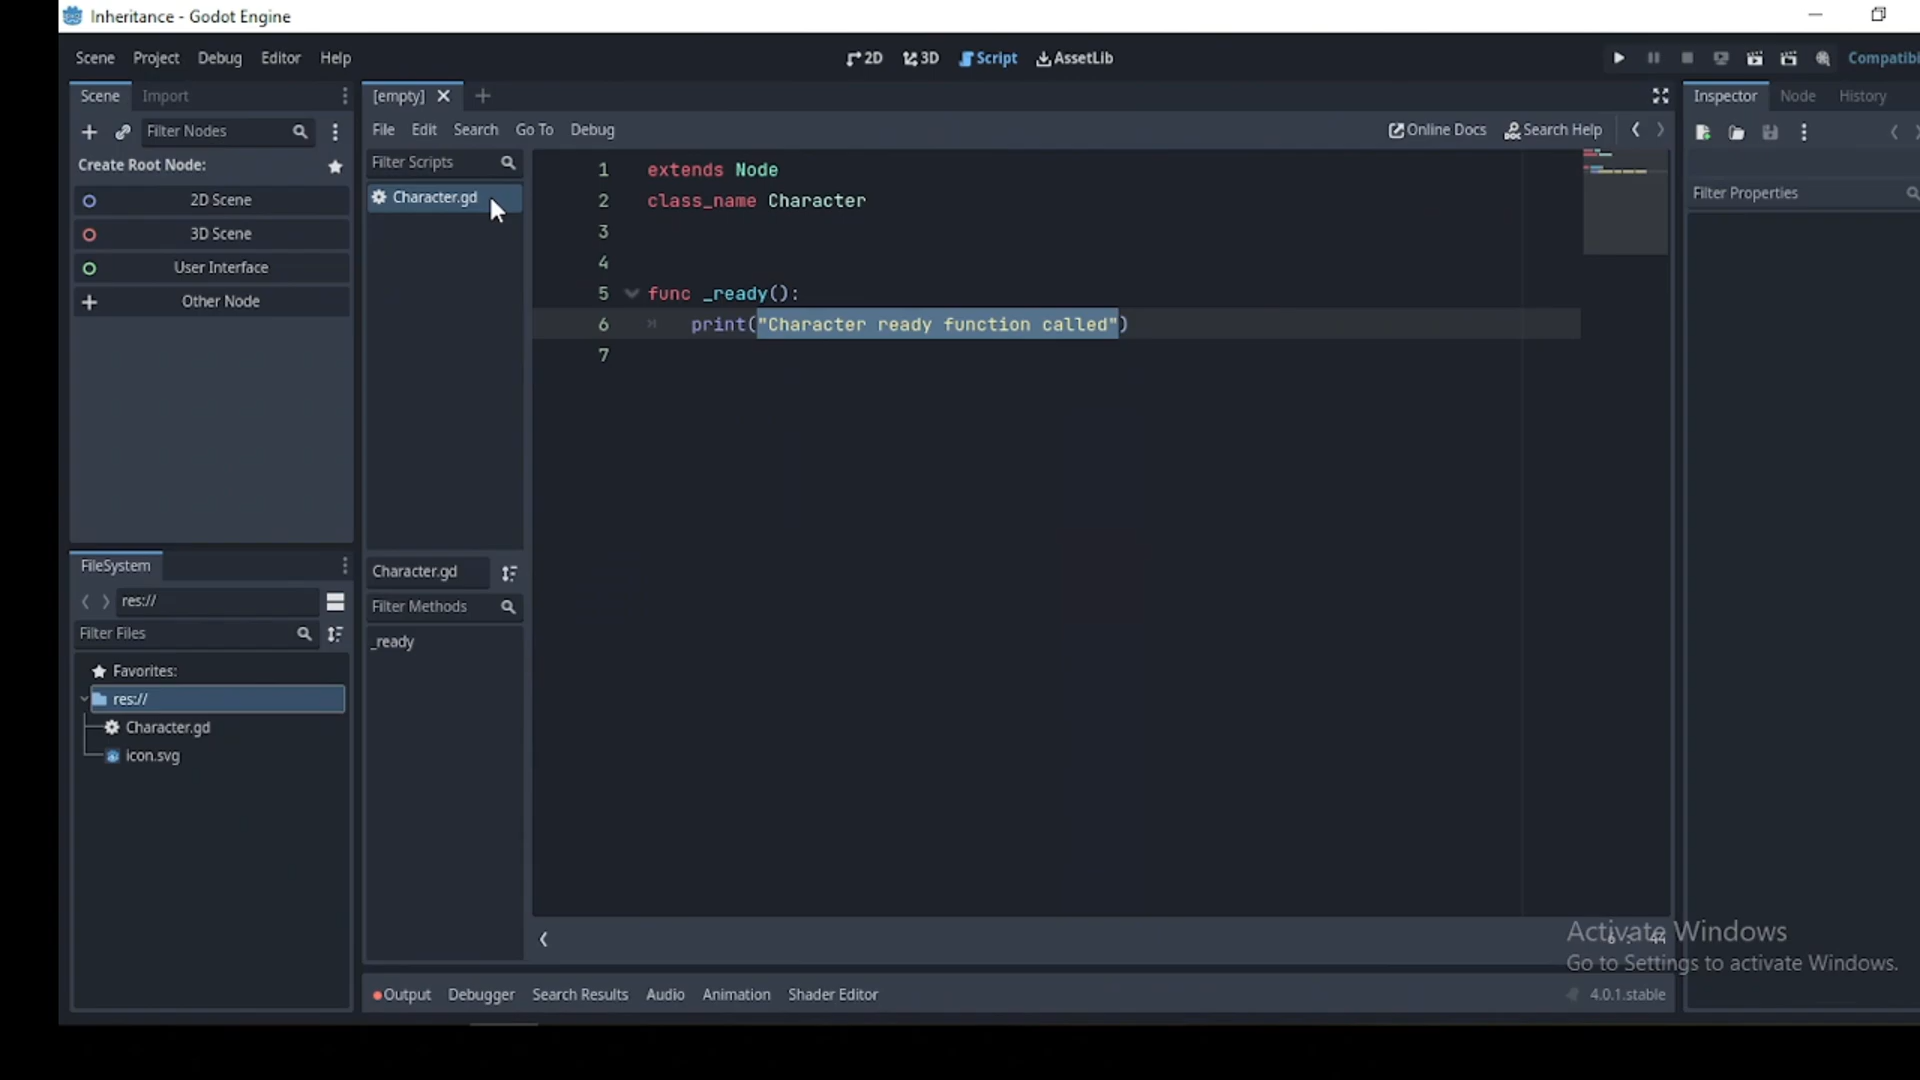 Inheritance - Godot Engine
Scene Project Debug Editor Help
2D 3D Script AssetLib
Compatibi
Scene Import
[empty]
Inspector Node History
Filter Nodes
File Edit Search Go To Debug
Online Docs Search Help
Create Root Node:
2D Scene
3D Scene
User Interface
Other Node
Filter Scripts
Character.gd
1 extends Node
2 class_name Character
3
4
5 func _ready():
6 print("Character ready function called")
7
Filter Properties
FileSystem
res://
Filter Files
Favorites:
res://
Character.gd
icon.svg
Character.gd
Filter Methods
_ready
6 : 44
Activate Windows
Go to Settings to activate Windows.
Output Debugger Search Results Audio Animation Shader Editor
4.0.1.stable